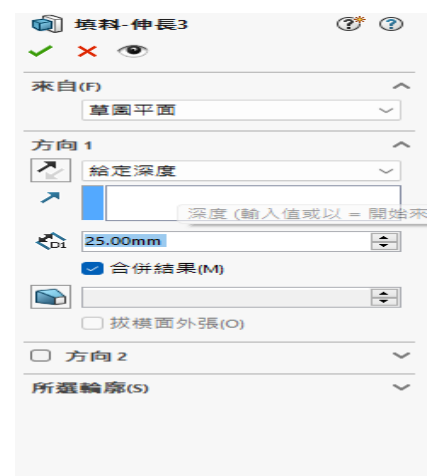 填料-伸長3
來自(F)
草圖平面
方向 1
給定深度
深度 (輸入值或以 = 開始來
D1 25.00mm
合併結果(M)
拔模面外張(O)
方向 2
所選輪廓(S)